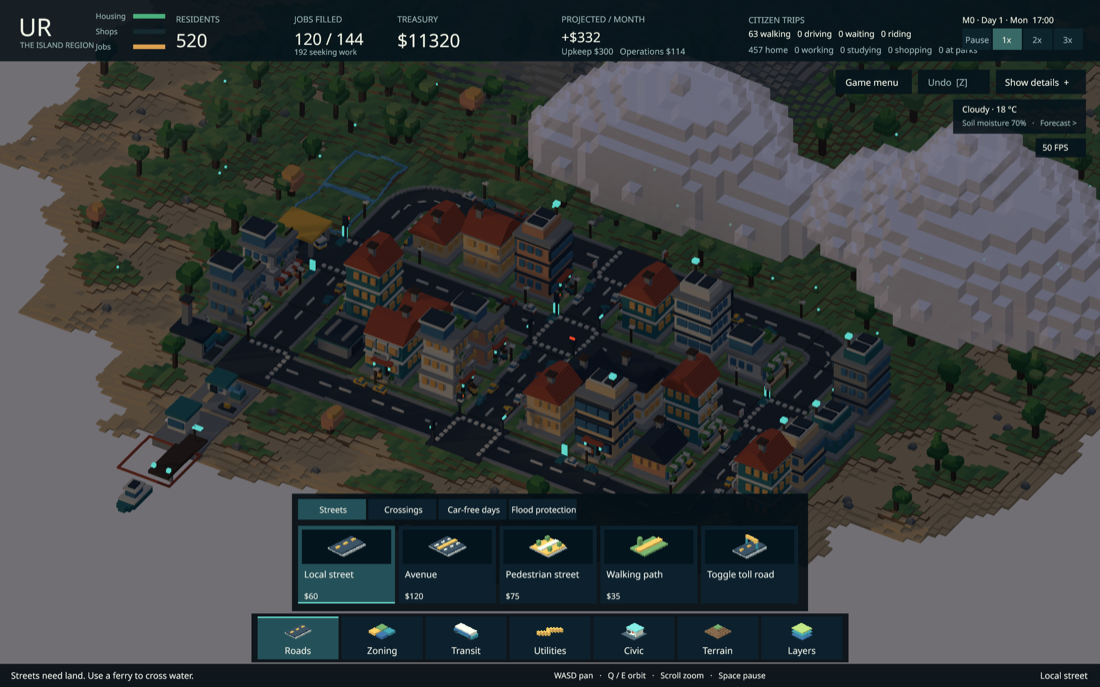 UR
THE ISLAND REGION
Housing
Shops
Jobs
RESIDENTS
520
JOBS FILLED
120 / 144
192 seeking work
TREASURY
$11320
PROJECTED / MONTH
+$332
Upkeep $300 Operations $114
CITIZEN TRIPS
63 walking 0 driving 0 waiting 0 riding
457 home 0 working 0 studying 0 shopping 0 at parks
M0 · Day 1 · Mon 17:00
Pause 1x 2x 3x
Game menu
Undo [Z]
Show details +
Cloudy · 18 °C
Soil moisture 70% · Forecast >
50 FPS
Streets
Crossings
Car-free days
Flood protection
Local street
$60
Avenue
$120
Pedestrian street
$75
Walking path
$35
Toggle toll road
Roads
Zoning
Transit
Utilities
Civic
Terrain
Layers
Streets need land. Use a ferry to cross water.
WASD pan · Q / E orbit · Scroll zoom · Space pause
Local street